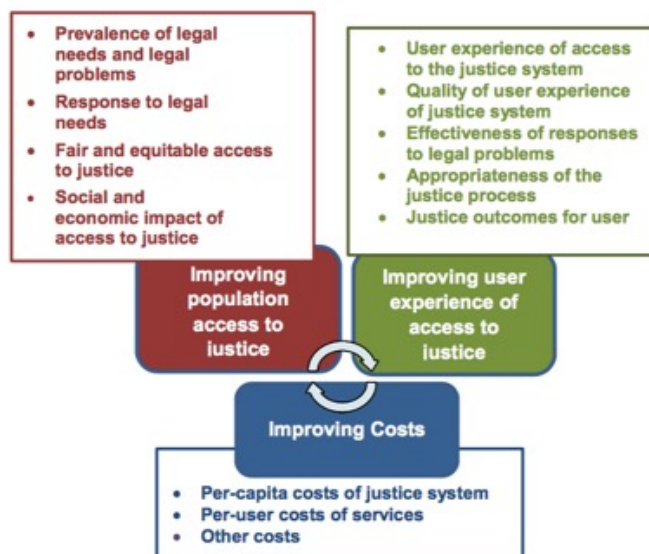 • Prevalence of legal
needs and legal
problems
• Response to legal
needs
• Fair and equitable access
to justice
• Social and
economic impact of
access to justice
• User experience of access
to the justice system
• Quality of user experience
of justice system
• Effectiveness of responses
to legal problems
• Appropriateness of the
justice process
• Justice outcomes for user
Improving
population
access to
justice
Improving user
experience of
access to
justice
Improving Costs
• Per-capita costs of justice system
• Per-user costs of services
• Other costs